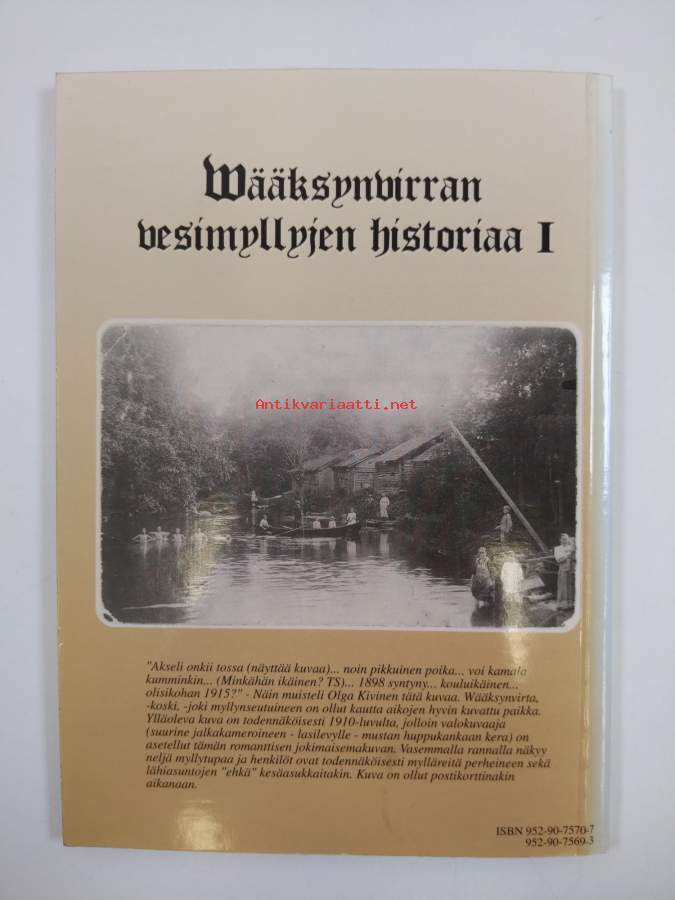 Wääksynvirran
vesimyllyjen historiaa I
Antikvariaatti.net
"Akseli onkii tossa (näyttää kuvaa)... noin pikkuinen poika... voi kamala
kumminkin... (Minkähän ikäinen? TS)... 1898 syntyny... kouluikäinen...
olisikohan 1915?" - Näin muisteli Olga Kivinen tätä kuvaa. Wääksynvirta,
-koski, -joki myllynseutuineen on ollut kautta aikojen hyvin kuvattu paikka.
Ylläoleva kuva on todennäköisesti 1910-luvulta, jolloin valokuvaaja
(suurine jalkakameroineen - lasilevylle - mustan huppukankaan kera) on
asetellut tämän romanttisen jokimaisemakuvan. Vasemmalla rannalla näkyy
neljä myllytupaa ja henkilöt ovat todennäköisesti mylläreitä perheineen sekä
lähiasuntojen "ehkä" kesäasukkaitakin. Kuva on ollut postikorttinakin
aikanaan.
ISBN 952-90-7570-7
952-90-7569-3